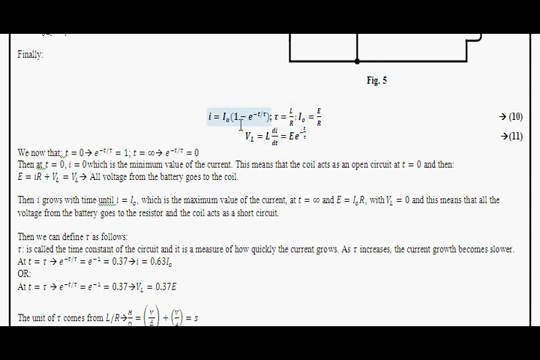 Finally:
Fig. 5
i = I₀(1 − e^{−t/τ}); τ = L/R; I₀ = E/R →(10)
V_L = L di/dt = Ee^{−t/τ} →(11)
We now that; t = 0 → e^{−t/τ} = 1; t = ∞ → e^{−t/τ} = 0
Then at t = 0, i = 0 which is the minimum value of the current. This means that the coil acts as an open circuit at t = 0 and then:
E = iR + V_L = V_L → All voltage from the battery goes to the coil.
Then i grows with time until i = I₀, which is the maximum value of the current, at t = ∞ and E = I₀R, with V_L = 0 and this means that all the
voltage from the battery goes to the resistor and the coil acts as a short circuit.
Then we can define τ as follows:
τ: is called the time constant of the circuit and it is a measure of how quickly the current grows. As τ increases, the current growth becomes slower.
At t = τ → e^{−t/τ} = e^{−1} = 0.37 → i = 0.63I₀
OR:
At t = τ → e^{−t/τ} = e^{−1} = 0.37 → V_L = 0.37E
The unit of τ comes from L/R → = = s